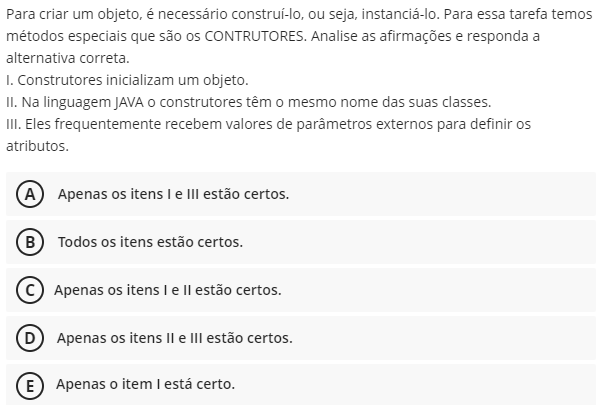 Para criar um objeto, é necessário construí-lo, ou seja, instanciá-lo. Para essa tarefa temos
métodos especiais que são os CONTRUTORES. Analise as afirmações e responda a
alternativa correta.
I. Construtores inicializam um objeto.
II. Na linguagem JAVA o construtores têm o mesmo nome das suas classes.
III. Eles frequentemente recebem valores de parâmetros externos para definir os
atributos.
A Apenas os itens I e III estão certos.
B Todos os itens estão certos.
C Apenas os itens I e II estão certos.
D Apenas os itens II e III estão certos.
E Apenas o item I está certo.